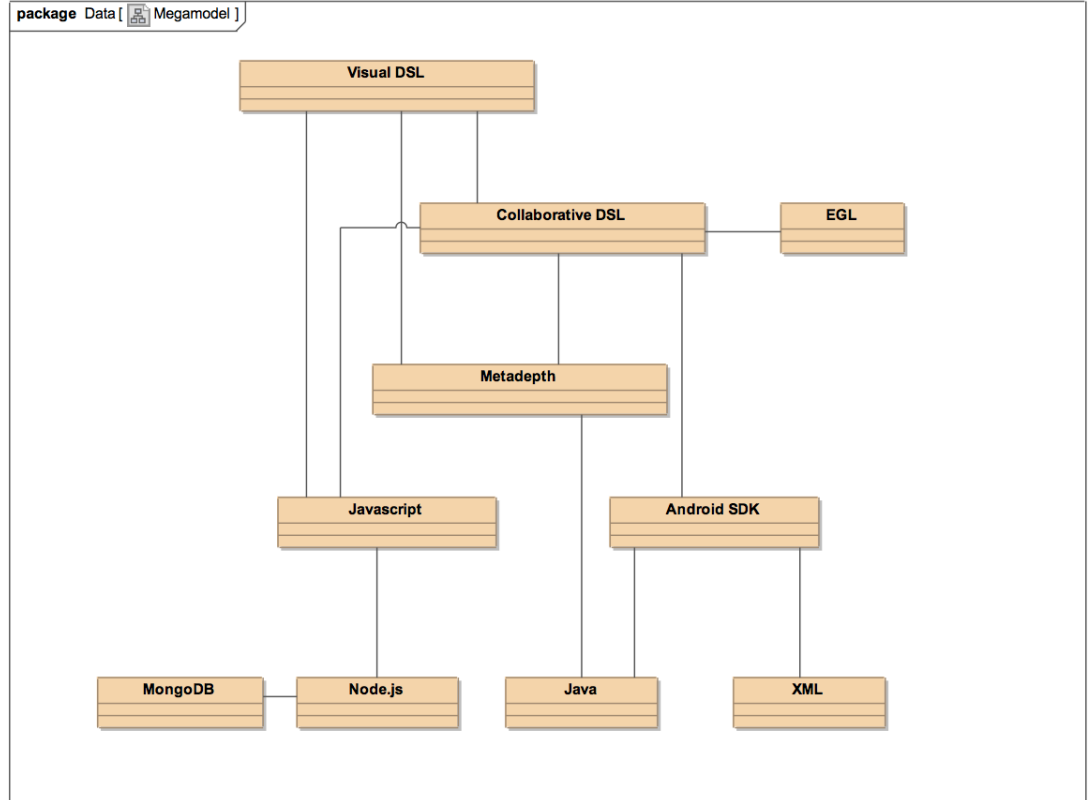 package Data [ Megamodel ]
Visual DSL
Collaborative DSL
EGL
Metadepth
Javascript
Android SDK
MongoDB
Node.js
Java
XML